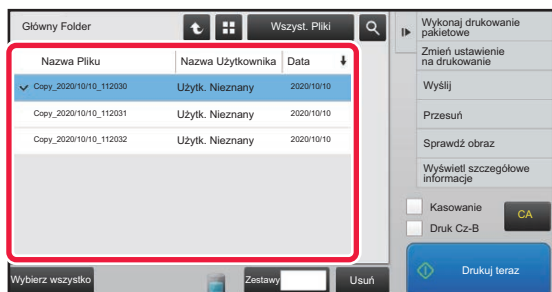 Główny Folder
Wszyst. Pliki
Nazwa Pliku Nazwa Użytkownika Data
Copy_2020/10/10_112030 Użytk. Nieznany 2020/10/10
Copy_2020/10/10_112031 Użytk. Nieznany 2020/10/10
Copy_2020/10/10_112032 Użytk. Nieznany 2020/10/10
Wybierz wszystko
Zestawy
Usuń
Wykonaj drukowanie
pakietowe
Zmień ustawienie
na drukowanie
Wyślij
Przesuń
Sprawdź obraz
Wyświetl szczegółowe
informacje
Kasowanie
Druk Cz-B
CA
Drukuj teraz